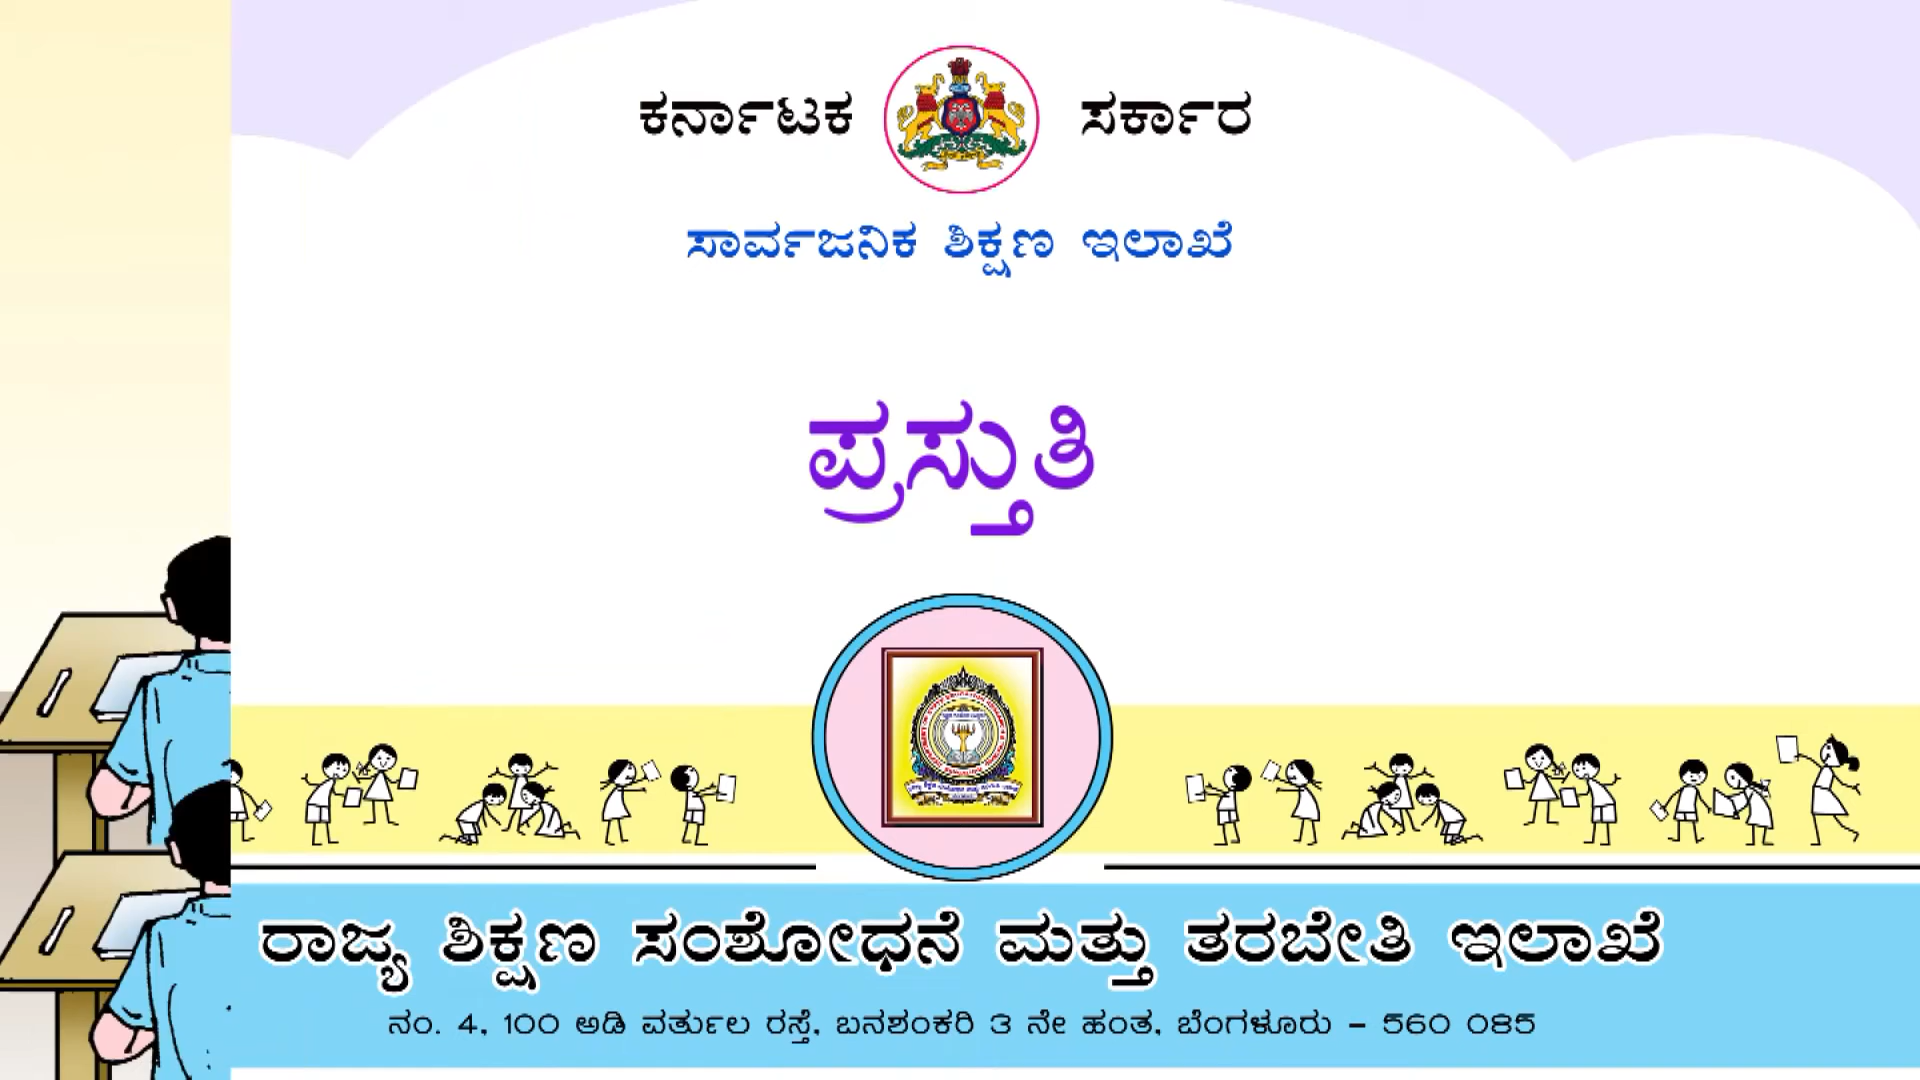 ಕರ್ನಾಟಕ ಸರ್ಕಾರ
ಸಾರ್ವಜನಿಕ ಶಿಕ್ಷಣ ಇಲಾಖೆ
ಪ್ರಸ್ತುತಿ
ರಾಜ್ಯ ಶಿಕ್ಷಣ ಸಂಶೋಧನೆ ಮತ್ತು ತರಬೇತಿ ಇಲಾಖೆ
ನಂ. 4, 100 ಅಡಿ ವರ್ತುಲ ರಸ್ತೆ, ಬನಶಂಕರಿ 3 ನೇ ಹಂತ, ಬೆಂಗಳೂರು – 560 085